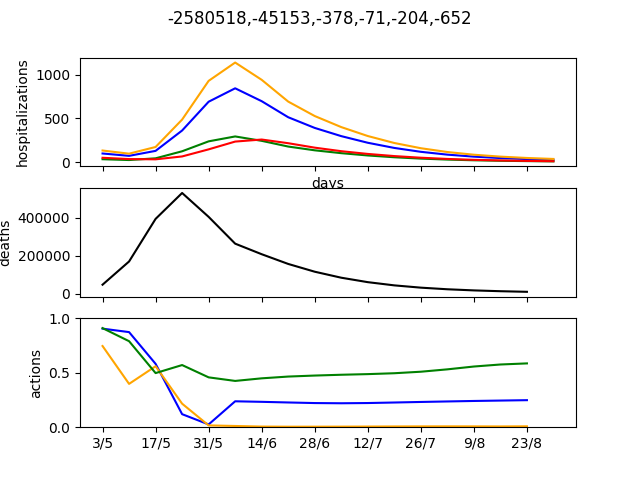 -2580518,-45153,-378,-71,-204,-652
1000
500
0
hospitalizations
days
400000
200000
0
deaths
1.0
0.5
0.0
actions
3/5 17/5 31/5 14/6 28/6 12/7 26/7 9/8 23/8